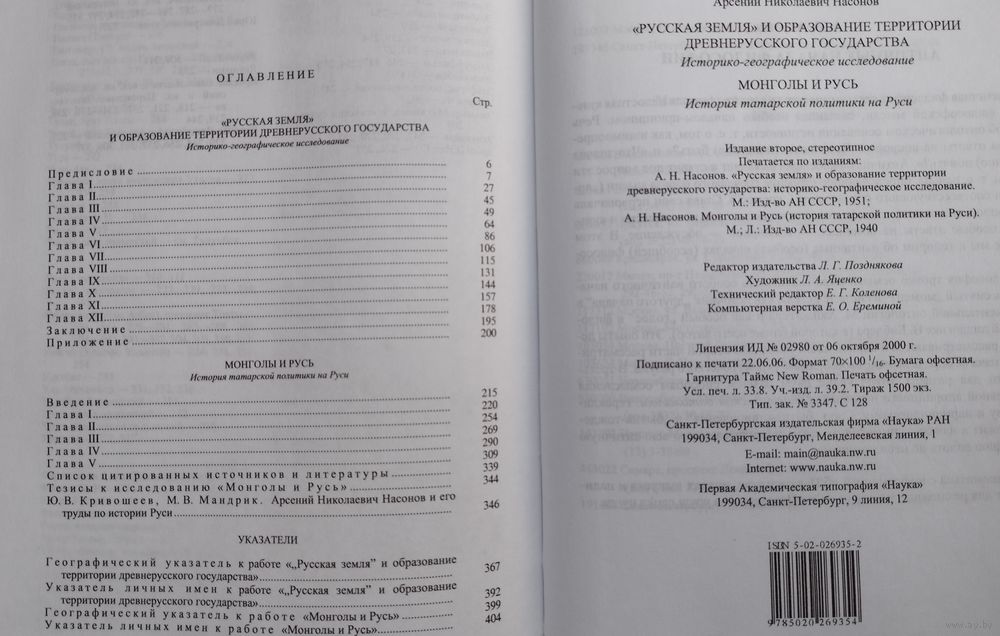 ОГЛАВЛЕНИЕ
Стр.
«РУССКАЯ ЗЕМЛЯ»
И ОБРАЗОВАНИЕ ТЕРРИТОРИИ ДРЕВНЕРУССКОГО ГОСУДАРСТВА
Историко-географическое исследование
Предисловие 6
Глава I 7
Глава II 27
Глава III 45
Глава IV 49
Глава V 64
Глава VI 86
Глава VII 106
Глава VIII 115
Глава IX 131
Глава X 144
Глава XI 157
Глава XII 178
Заключение 195
Приложение 200
МОНГОЛЫ И РУСЬ
История татарской политики на Руси
Введение 215
Глава I 220
Глава II 254
Глава III 269
Глава IV 290
Глава V 309
Список цитированных источников и литературы 339
Тезисы к исследованию «Монголы и Русь» 344
Ю. В. Кривошеев, М. В. Мандрик. Арсений Николаевич Насонов и его
труды по истории Руси 346
УКАЗАТЕЛИ
Географический указатель к работе «„Русская земля” и образование
территории древнерусского государства» 367
Указатель личных имен к работе «„Русская земля” и образование
территории древнерусского государства» 392
Географический указатель к работе «Монголы и Русь» 399
Указатель личных имен к работе «Монголы и Русь» 404
Арсений Николаевич Насонов
«РУССКАЯ ЗЕМЛЯ» И ОБРАЗОВАНИЕ ТЕРРИТОРИИ
ДРЕВНЕРУССКОГО ГОСУДАРСТВА
Историко-географическое исследование
МОНГОЛЫ И РУСЬ
История татарской политики на Руси
Издание второе, стереотипное
Печатается по изданиям:
А. Н. Насонов. «Русская земля» и образование территории
древнерусского государства: историко-географическое исследование.
М.: Изд-во АН СССР, 1951;
А. Н. Насонов. Монголы и Русь (история татарской политики на Руси).
М.; Л.: Изд-во АН СССР, 1940
Редактор издательства Л. Г. Позднякова
Художник Л. А. Яценко
Технический редактор Е. Г. Коленова
Компьютерная верстка Е. О. Ереминой
Лицензия ИД № 02980 от 06 октября 2000 г.
Подписано к печати 22.06.06. Формат 70×100 1/16. Бумага офсетная.
Гарнитура Таймс New Roman. Печать офсетная.
Усл. печ. л. 33.8. Уч.-изд. л. 39.2. Тираж 1500 экз.
Тип. зак. № 3347. С 128
Санкт-Петербургская издательская фирма «Наука» РАН
199034, Санкт-Петербург, Менделеевская линия, 1
E-mail: main@nauka.nw.ru
Internet: www.nauka.nw.ru
Первая Академическая типография «Наука»
199034, Санкт-Петербург, 9 линия, 12
ISBN 5-02-026935-2
9 785020 269354
www.ay.by